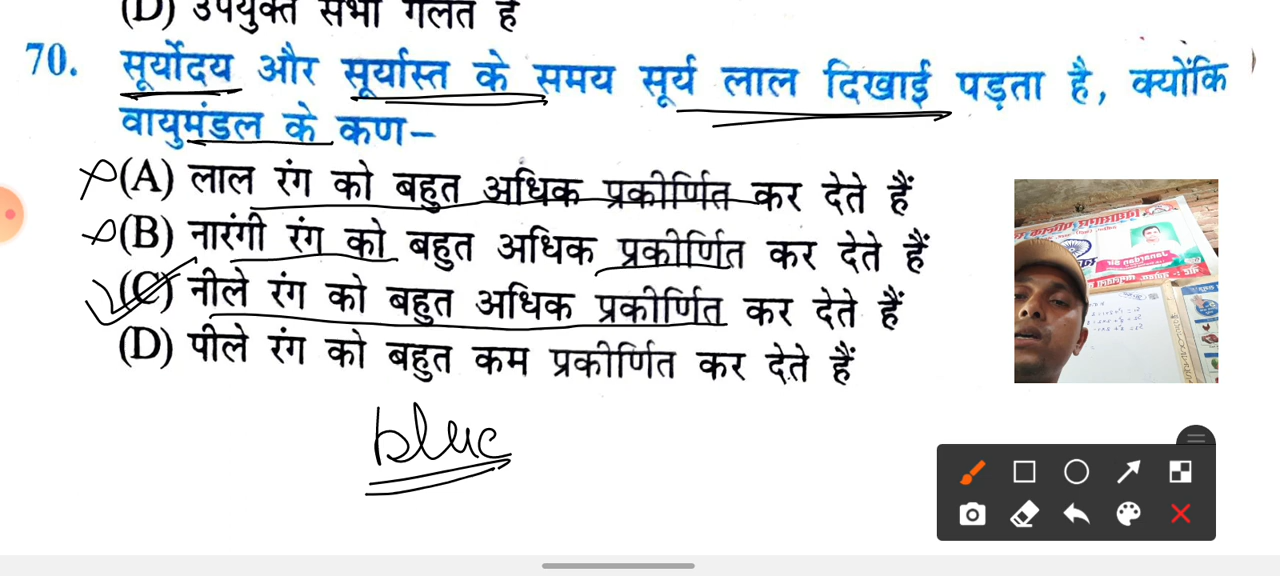 (D) उपर्युक्त सभी गलत हैं
70. सूर्योदय और सूर्यास्त के समय सूर्य लाल दिखाई पड़ता है, क्योंकि
वायुमंडल के कण–
(A) लाल रंग को बहुत अधिक प्रकीर्णित कर देते हैं
(B) नारंगी रंग को बहुत अधिक प्रकीर्णित कर देते हैं
(C) नीले रंग को बहुत अधिक प्रकीर्णित कर देते हैं
(D) पीले रंग को बहुत कम प्रकीर्णित कर देते हैं
blue